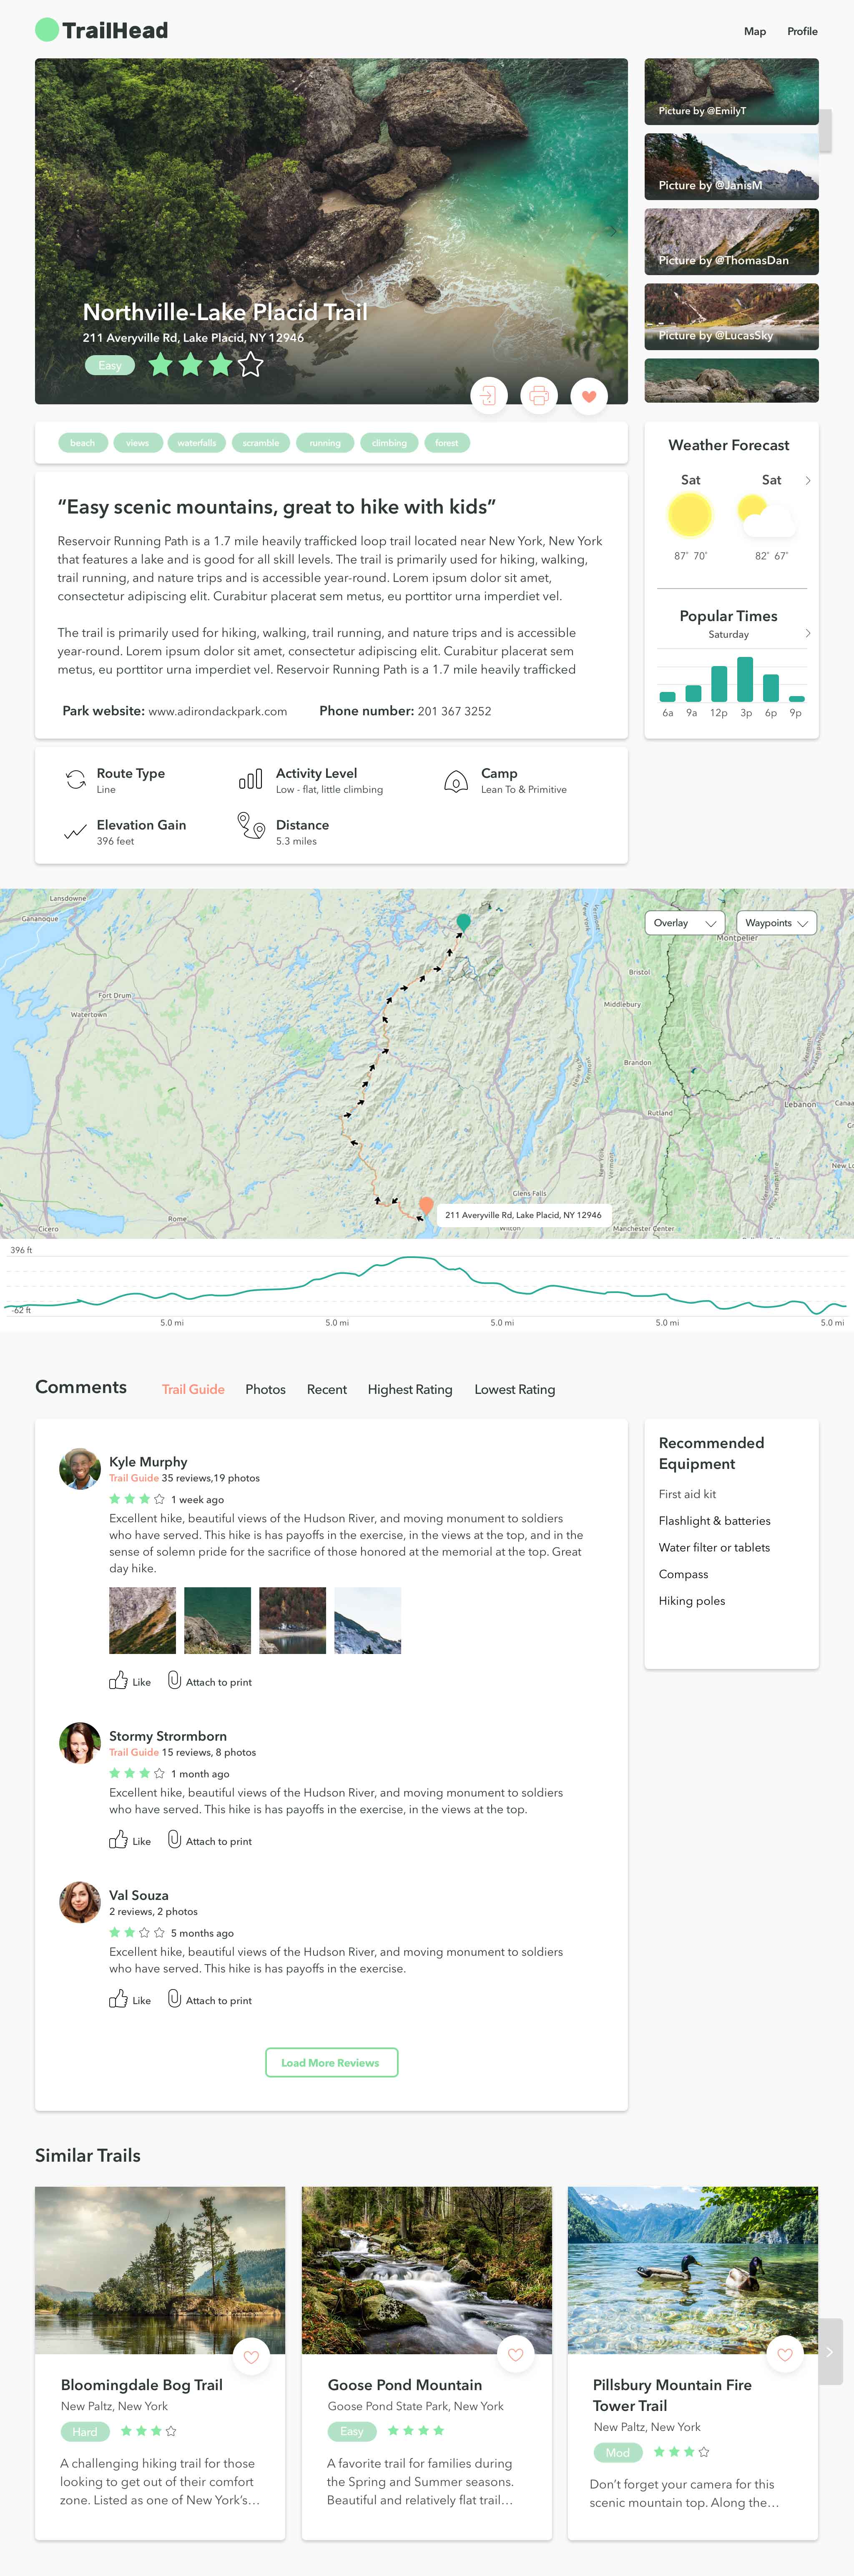 TrailHead
Map
Profile
Northville-Lake Placid Trail
211 Averyville Rd, Lake Placid, NY 12946
Easy
Picture by @EmilyT
Picture by @JanisM
Picture by @ThomasDan
Picture by @LucasSky
beach
views
waterfalls
scramble
running
climbing
forest
“Easy scenic mountains, great to hike with kids”
Reservoir Running Path is a 1.7 mile heavily trafficked loop trail located near New York, New York
that features a lake and is good for all skill levels. The trail is primarily used for hiking, walking,
trail running, and nature trips and is accessible year-round. Lorem ipsum dolor sit amet,
consectetur adipiscing elit. Curabitur placerat sem metus, eu porttitor urna imperdiet vel.
The trail is primarily used for hiking, walking, trail running, and nature trips and is accessible
year-round. Lorem ipsum dolor sit amet, consectetur adipiscing elit. Curabitur placerat sem
metus, eu porttitor urna imperdiet vel. Reservoir Running Path is a 1.7 mile heavily trafficked
Park website: www.adirondackpark.com
Phone number: 201 367 3252
Weather Forecast
Sat
Sat
87° 70°
82° 67°
Popular Times
Saturday
6a
9a
12p
3p
6p
9p
Route Type
Line
Activity Level
Low - flat, little climbing
Camp
Lean To & Primitive
Elevation Gain
396 feet
Distance
5.3 miles
Lansdowne
Gananoque
Fort Drum
Watertown
Overlay
Waypoints
Montpelier
Bristol
Middlebury
Brandon
Rutland
Lebanon
Canaa
New Lo
Glens Falls
211 Averyville Rd, Lake Placid, NY 12946
Rome
Cicero
Wilton
Manchester Center
New York
Vermont
New York
Vermont
New York
Vermont
Vermont
New Hampshire
Vermont
New Hampshire
396 ft
-62 ft
5.0 mi
5.0 mi
5.0 mi
5.0 mi
5.0 mi
Comments
Trail Guide
Photos
Recent
Highest Rating
Lowest Rating
Kyle Murphy
Trail Guide 35 reviews,19 photos
1 week ago
Excellent hike, beautiful views of the Hudson River, and moving monument to soldiers
who have served. This hike is has payoffs in the exercise, in the views at the top, and in the
sense of solemn pride for the sacrifice of those honored at the memorial at the top. Great
day hike.
Like
Attach to print
Stormy Strormborn
Trail Guide 15 reviews, 8 photos
1 month ago
Excellent hike, beautiful views of the Hudson River, and moving monument to soldiers
who have served. This hike is has payoffs in the exercise, in the views at the top.
Like
Attach to print
Val Souza
2 reviews, 2 photos
5 months ago
Excellent hike, beautiful views of the Hudson River, and moving monument to soldiers
who have served. This hike is has payoffs in the exercise.
Like
Attach to print
Load More Reviews
Recommended
Equipment
First aid kit
Flashlight & batteries
Water filter or tablets
Compass
Hiking poles
Similar Trails
Bloomingdale Bog Trail
New Paltz, New York
Hard
A challenging hiking trail for those
looking to get out of their comfort
zone. Listed as one of New York’s…
Goose Pond Mountain
Goose Pond State Park, New York
Easy
A favorite trail for families during
the Spring and Summer seasons.
Beautiful and relatively flat trail…
Pillsbury Mountain Fire
Tower Trail
New Paltz, New York
Mod
Don’t forget your camera for this
scenic mountain top. Along the…